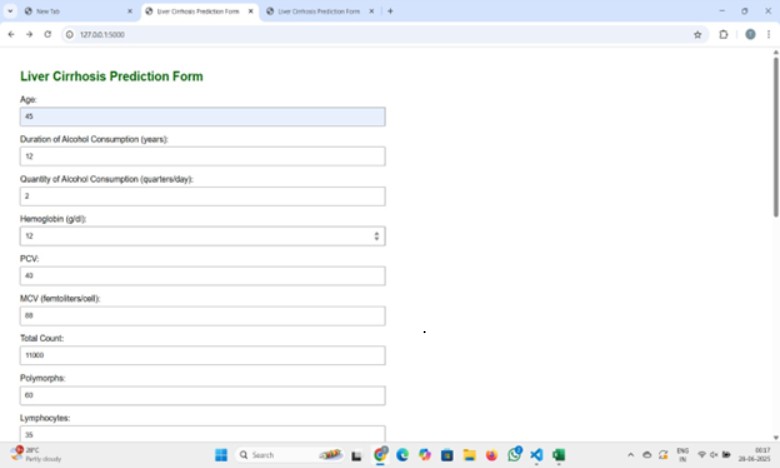 New Tab
Liver Cirrhosis Prediction Form
Liver Cirrhosis Prediction Form
127.0.0.1:5000
Liver Cirrhosis Prediction Form
Age:
45
Duration of Alcohol Consumption (years):
12
Quantity of Alcohol Consumption (quarters/day):
2
Hemoglobin (g/dl):
12
PCV:
40
MCV (femtoliters/cell):
88
Total Count:
11000
Polymorphs:
60
Lymphocytes:
35
28°C
Partly cloudy
Search
ENG
IN
00:37
26-06-2025